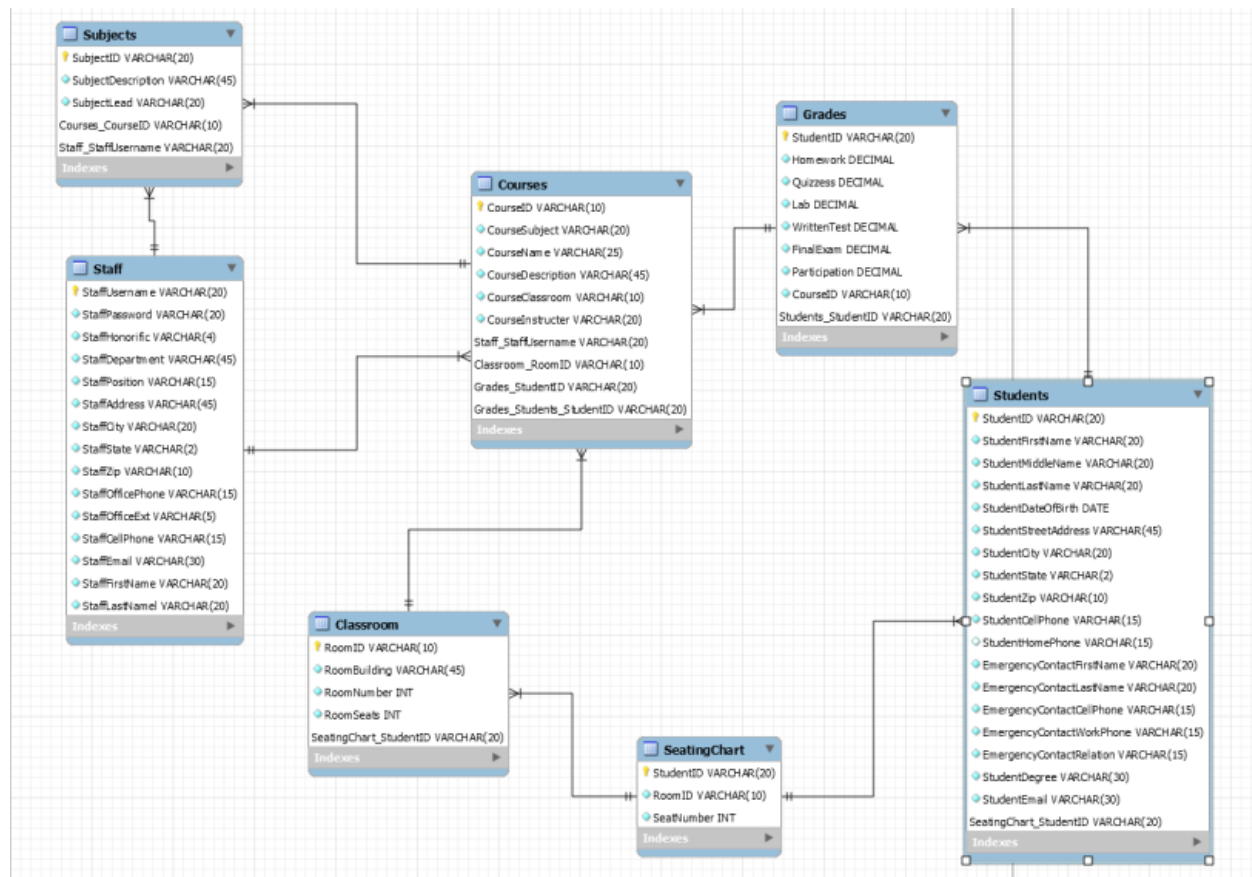 Subjects
SubjectID VARCHAR(20)
SubjectDescription VARCHAR(45)
SubjectLead VARCHAR(20)
Courses_CourseID VARCHAR(10)
Staff_StaffUsername VARCHAR(20)
Indexes
Staff
StaffUsername VARCHAR(20)
StaffPassword VARCHAR(20)
StaffHonorific VARCHAR(4)
StaffDepartment VARCHAR(45)
StaffPosition VARCHAR(15)
StaffAddress VARCHAR(45)
StaffCity VARCHAR(20)
StaffState VARCHAR(2)
StaffZip VARCHAR(10)
StaffOfficePhone VARCHAR(15)
StaffOfficeExt VARCHAR(5)
StaffCellPhone VARCHAR(15)
StaffEmail VARCHAR(30)
StaffFirstName VARCHAR(20)
StaffLastNamel VARCHAR(20)
Indexes
Courses
CourseID VARCHAR(10)
CourseSubject VARCHAR(20)
CourseName VARCHAR(25)
CourseDescription VARCHAR(45)
CourseClassroom VARCHAR(10)
CourseInstructer VARCHAR(20)
Staff_StaffUsername VARCHAR(20)
Classroom_RoomID VARCHAR(10)
Grades_StudentID VARCHAR(20)
Grades_Students_StudentID VARCHAR(20)
Indexes
Grades
StudentID VARCHAR(20)
Homework DECIMAL
Quizzess DECIMAL
Lab DECIMAL
WrittenTest DECIMAL
FinalExam DECIMAL
Participation DECIMAL
CourseID VARCHAR(10)
Students_StudentID VARCHAR(20)
Indexes
Students
StudentID VARCHAR(20)
StudentFirstName VARCHAR(20)
StudentMiddleName VARCHAR(20)
StudentLastName VARCHAR(20)
StudentDateOfBirth DATE
StudentStreetAddress VARCHAR(45)
StudentCity VARCHAR(20)
StudentState VARCHAR(2)
StudentZip VARCHAR(10)
StudentCellPhone VARCHAR(15)
StudentHomePhone VARCHAR(15)
EmergencyContactFirstName VARCHAR(20)
EmergencyContactLastName VARCHAR(20)
EmergencyContactCellPhone VARCHAR(15)
EmergencyContactWorkPhone VARCHAR(15)
EmergencyContactRelation VARCHAR(15)
StudentDegree VARCHAR(30)
StudentEmail VARCHAR(30)
SeatingChart_StudentID VARCHAR(20)
Indexes
Classroom
RoomID VARCHAR(10)
RoomBuilding VARCHAR(45)
RoomNumber INT
RoomSeats INT
SeatingChart_StudentID VARCHAR(20)
Indexes
SeatingChart
StudentID VARCHAR(20)
RoomID VARCHAR(10)
SeatNumber INT
Indexes